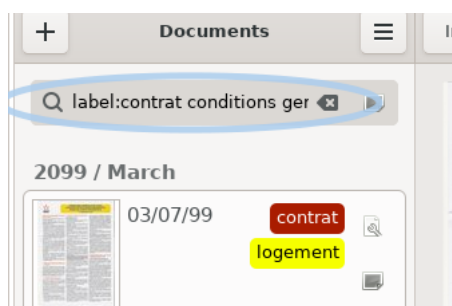 Documents
label:contrat conditions ger
2099 / March
03/07/99
contrat
logement